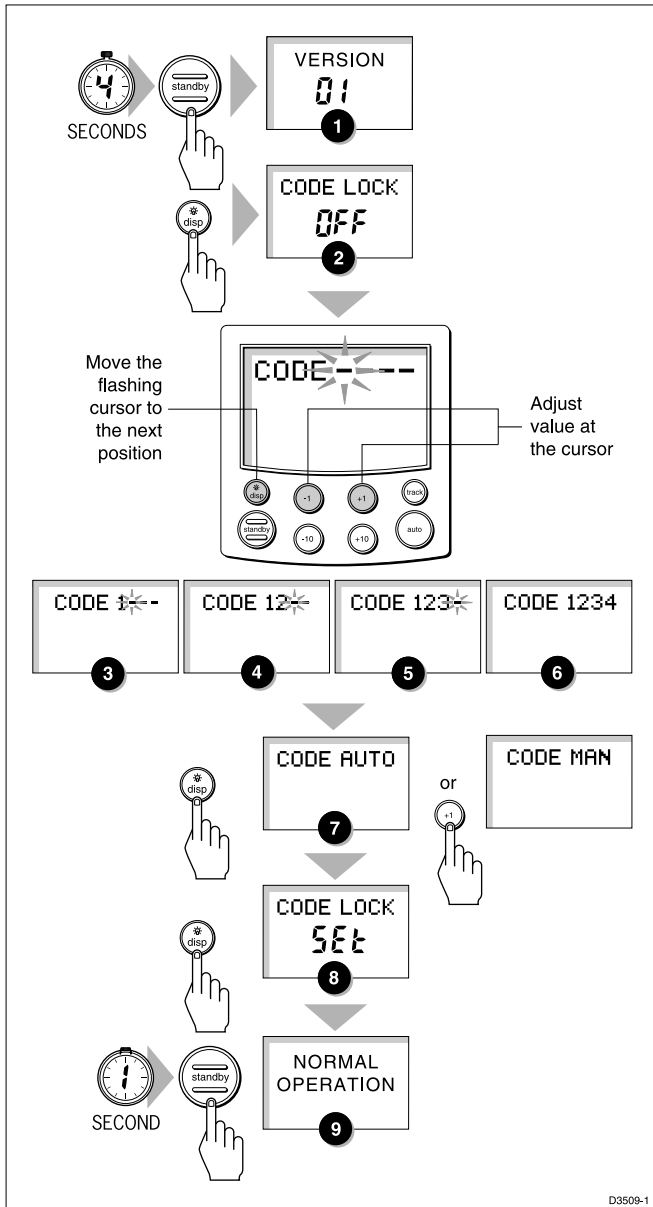 4
SECONDS
standby
VERSION
01
1
disp
CODE LOCK
OFF
2
Move the
flashing
cursor to
the next
position
CODE - - - -
Adjust
value at
the cursor
disp
-1
+1
track
standby
-10
+10
auto
CODE 1 - - -
3
CODE 12 - -
4
CODE 123 -
5
CODE 1234
6
disp
CODE AUTO
7
or
+1
CODE MAN
disp
CODE LOCK
SEt
8
1
SECOND
standby
NORMAL
OPERATION
9
D3509-1